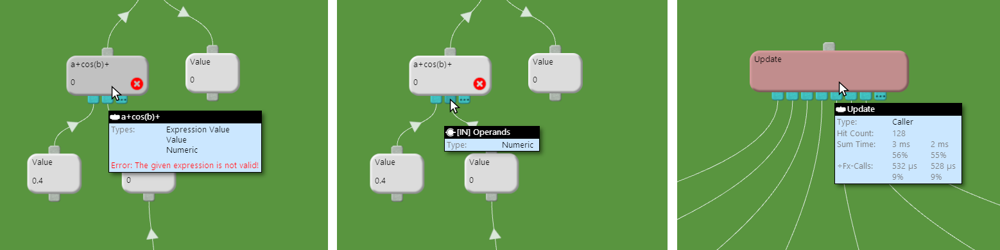 a+cos(b)+
0
Value
0
a+cos(b)+
Types: Expression Value
Value
Numeric
Error: The given expression is not valid!
Value
0.4
0
a+cos(b)+
0
Value
0
[IN] Operands
Type: Numeric
Value
0.4
Value
0
Update
Update
Type: Caller
Hit Count: 128
Sum Time: 3 ms 2 ms
56% 55%
÷Fx-Calls: 532 µs 528 µs
9% 9%